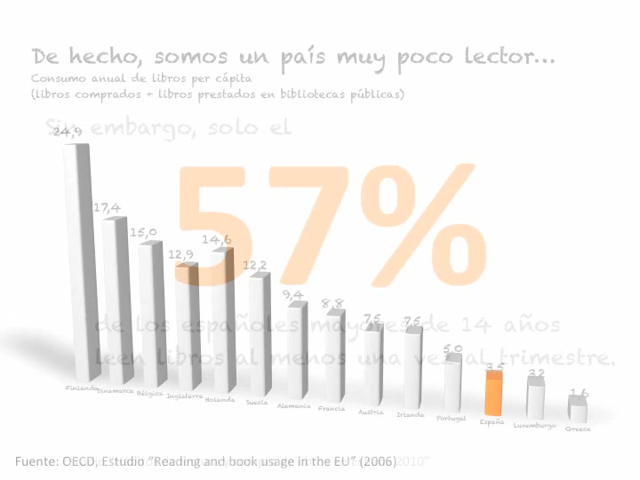 De hecho, somos un país muy poco lector...
Consumo anual de libros per cápita
(libros comprados + libros prestados en bibliotecas públicas)
Sin embargo, solo el
57%
de los españoles mayores de 14 años
leen libros al menos una vez al trimestre.
24,9
17,4
15,0
12,9
14,6
12,2
9,4
8,8
7,5
7,5
5,0
3,5
3,2
1,6
Finlandia
Dinamarca
Bélgica
Inglaterra
Holanda
Suecia
Alemania
Francia
Austria
Irlanda
Portugal
España
Luxemburgo
Greece
Fuente: OECD, Estudio "Reading and book usage in the EU" (2006)
2010"